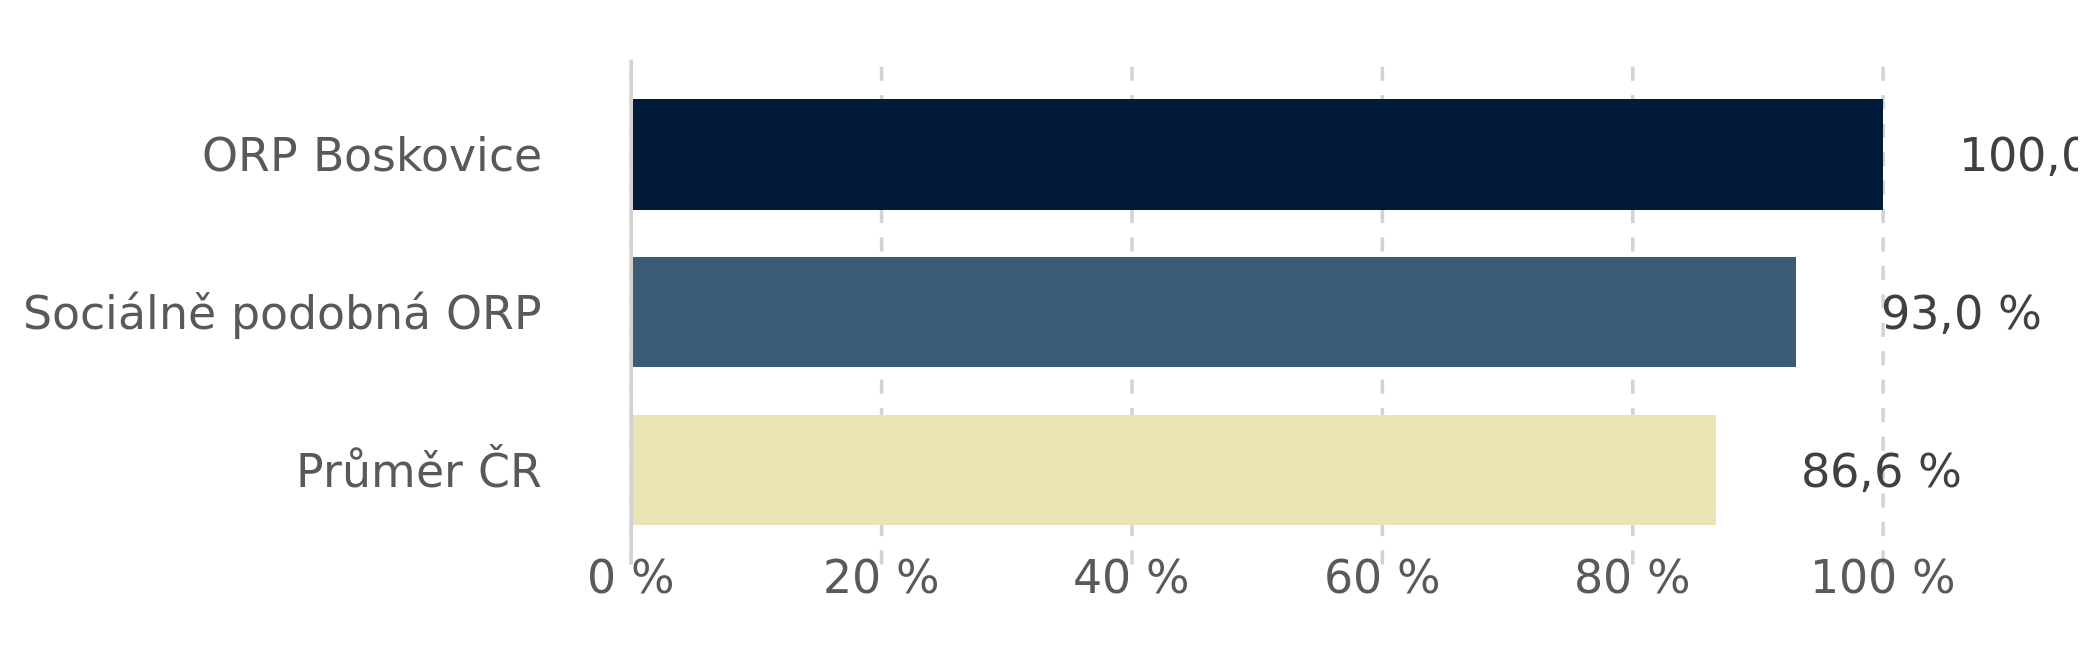 ORP Boskovice 100,0
Sociálně podobná ORP 93,0 %
Průměr ČR 86,6 %
0 % 20 % 40 % 60 % 80 % 100 %